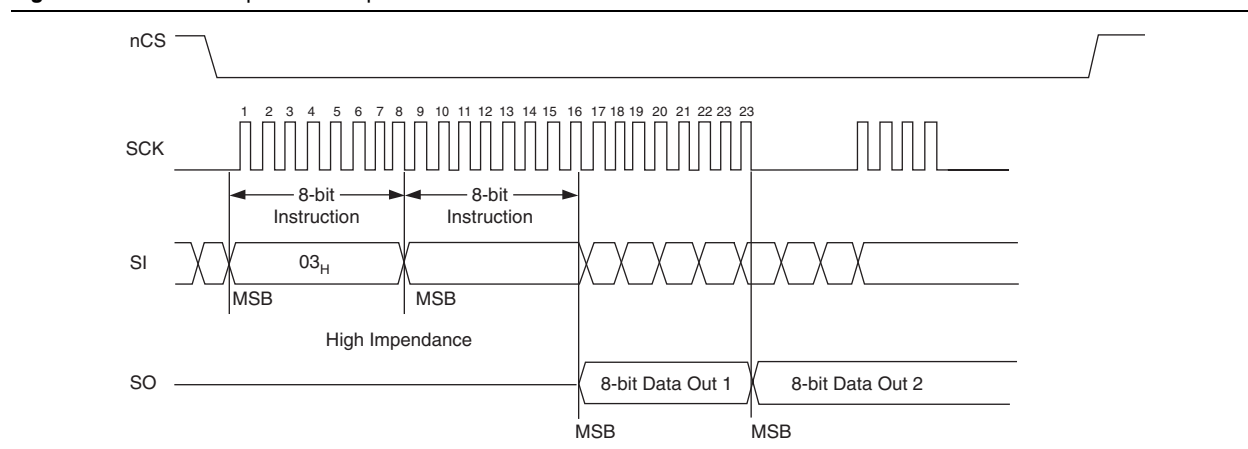 nCS
1 2 3 4 5 6 7 8 9 10 11 12 13 14 15 16 17 18 19 20 21 22 23 23
SCK
8-bit Instruction
8-bit Instruction
SI
03H
MSB
MSB
High Impendance
SO
8-bit Data Out 1
8-bit Data Out 2
MSB
MSB